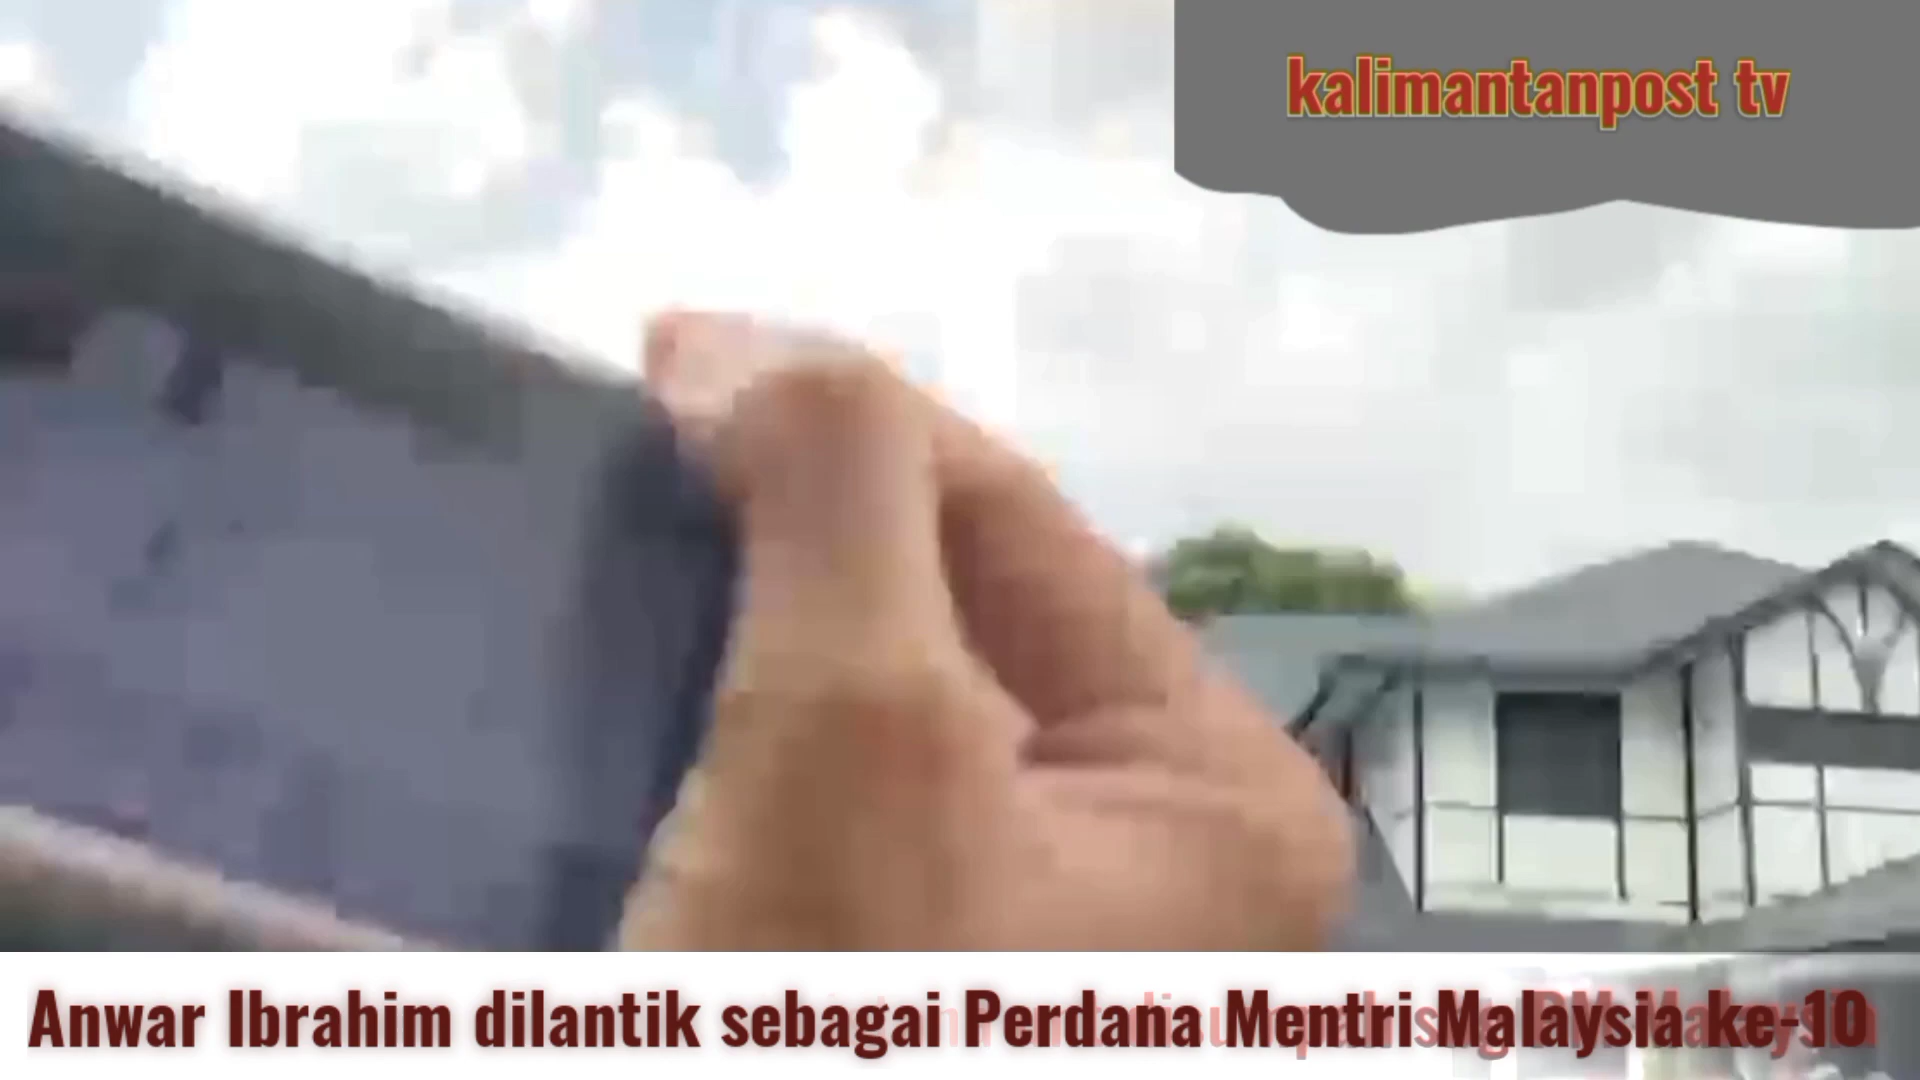 kalimantanpost tv
Anwar Ibrahim dilantik sebagai Perdana Mentri Malaysia ke-10